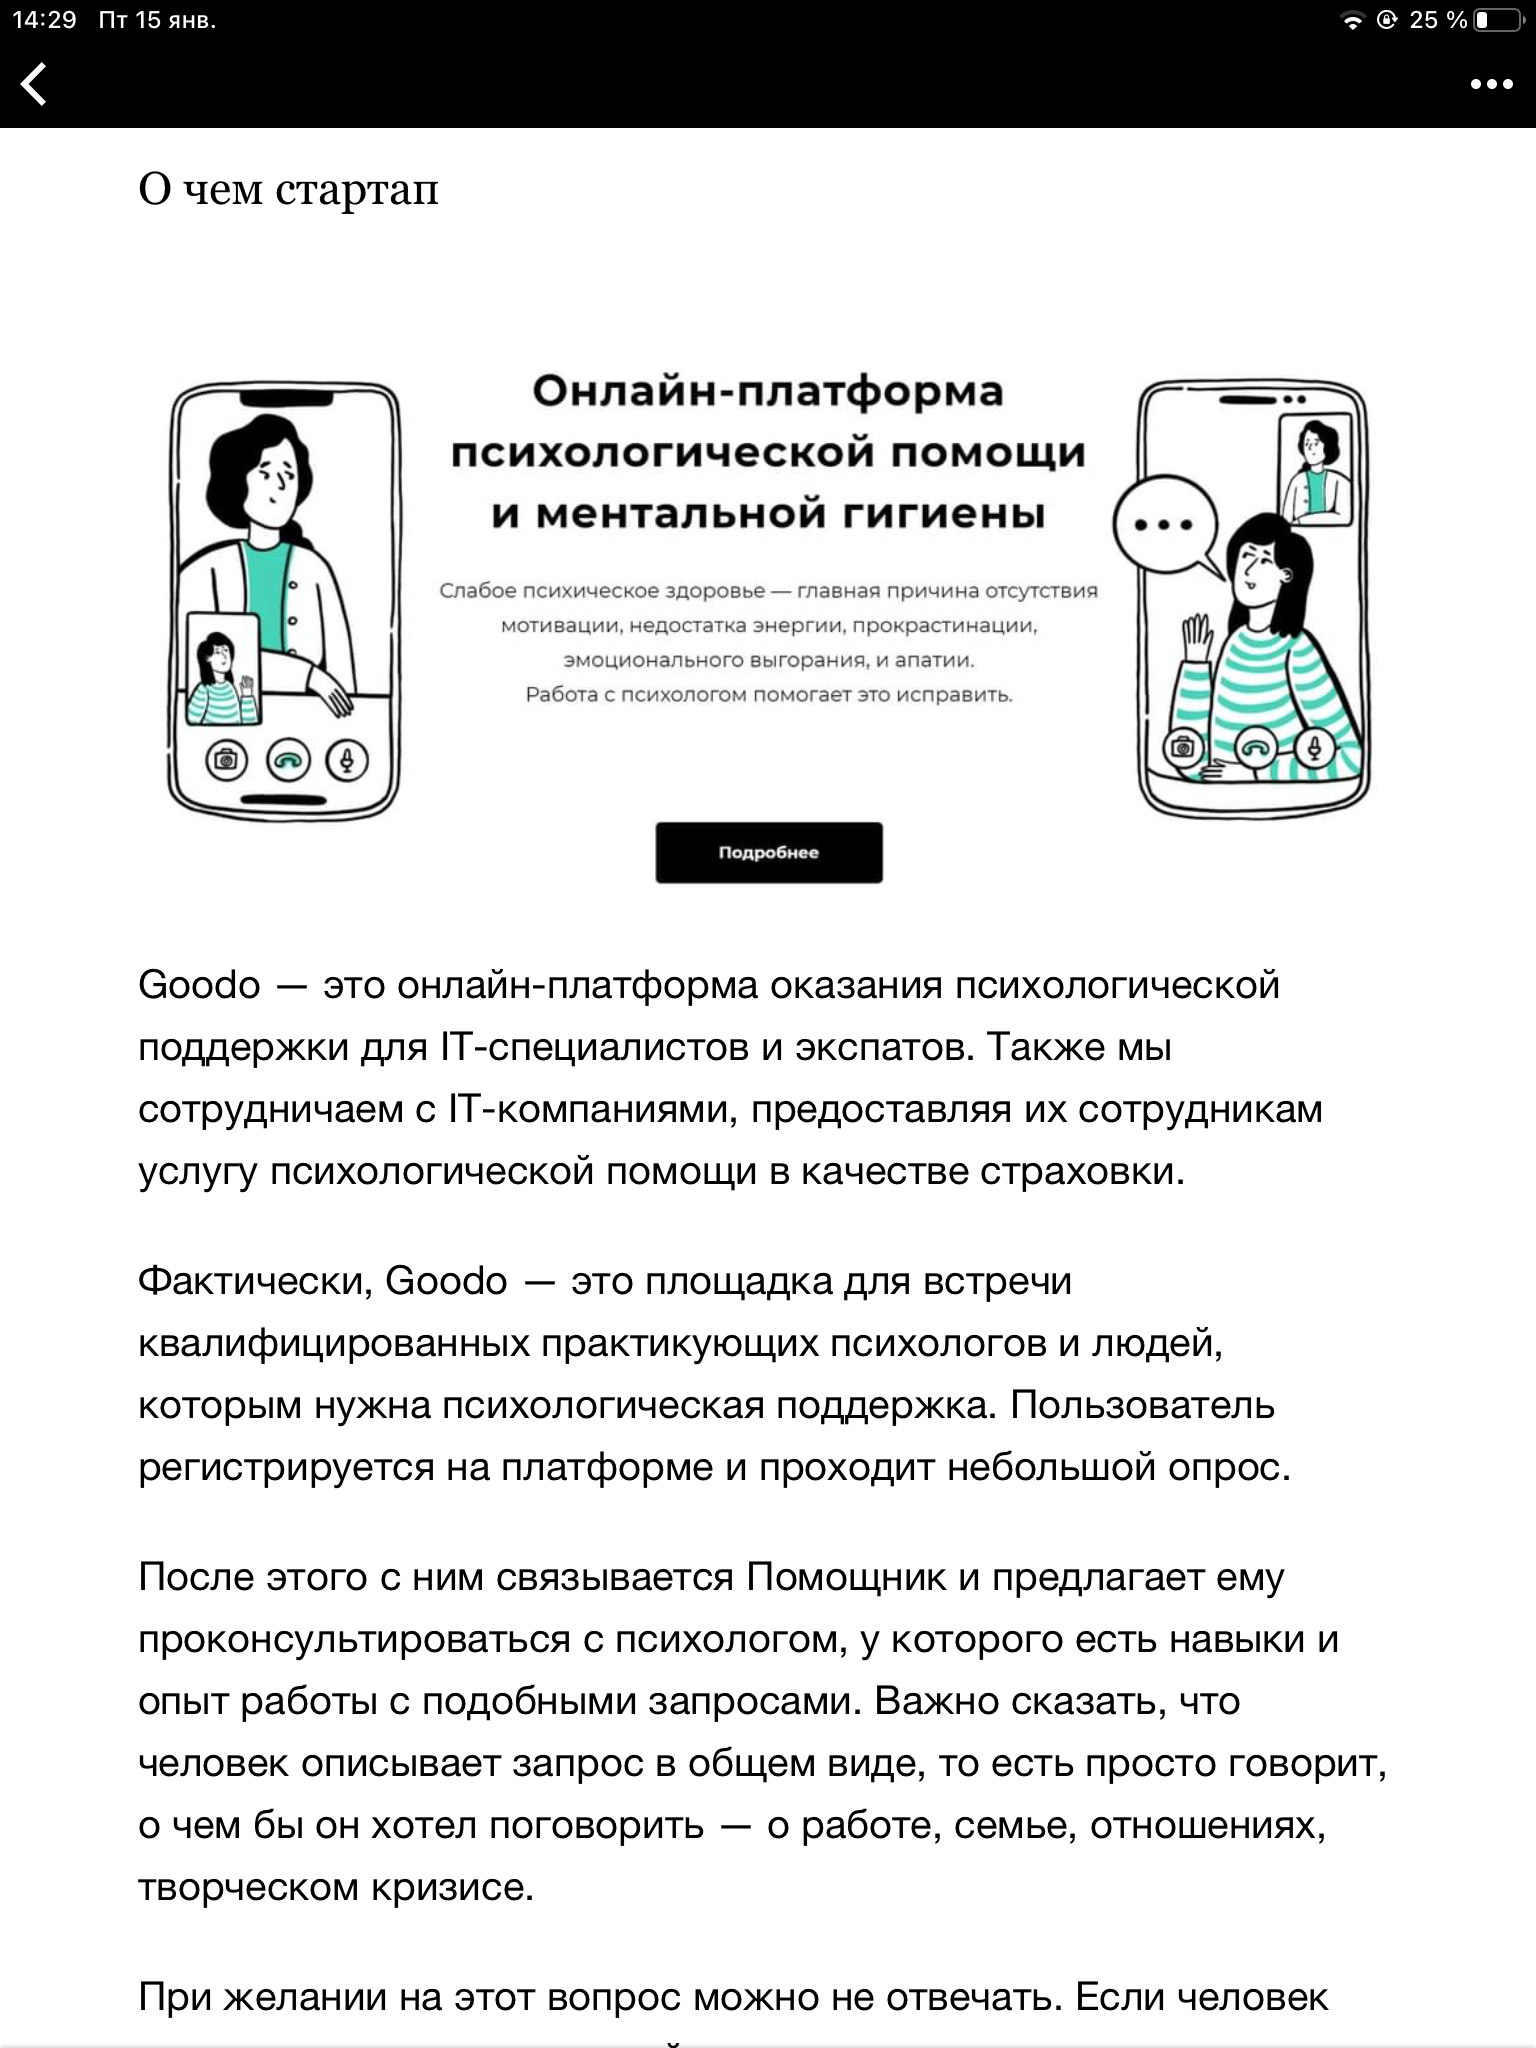 14:29 Пт 15 янв.
25 %
О чем стартап
Онлайн-платформа
психологической помощи
и ментальной гигиены
Слабое психическое здоровье — главная причина отсутствия
мотивации, недостатка энергии, прокрастинации,
эмоционального выгорания, и апатии.
Работа с психологом помогает это исправить.
Подробнее
Goodo — это онлайн-платформа оказания психологической
поддержки для IT-специалистов и экспатов. Также мы
сотрудничаем с IT-компаниями, предоставляя их сотрудникам
услугу психологической помощи в качестве страховки.
Фактически, Goodo — это площадка для встречи
квалифицированных практикующих психологов и людей,
которым нужна психологическая поддержка. Пользователь
регистрируется на платформе и проходит небольшой опрос.
После этого с ним связывается Помощник и предлагает ему
проконсультироваться с психологом, у которого есть навыки и
опыт работы с подобными запросами. Важно сказать, что
человек описывает запрос в общем виде, то есть просто говорит,
о чем бы он хотел поговорить — о работе, семье, отношениях,
творческом кризисе.
При желании на этот вопрос можно не отвечать. Если человек